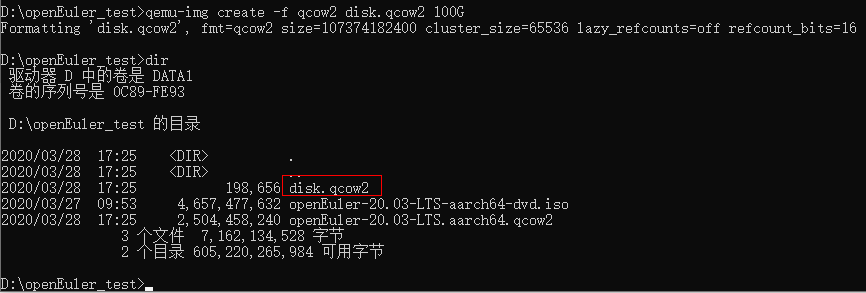 D:\openEuler_test>qemu-img create -f qcow2 disk.qcow2 100G
Formatting 'disk.qcow2', fmt=qcow2 size=107374182400 cluster_size=65536 lazy_refcounts=off refcount_bits=16
D:\openEuler_test>dir
驱动器 D 中的卷是 DATA1
卷的序列号是 0C89-FE93
D:\openEuler_test 的目录
2020/03/28  17:25    <DIR>          .
2020/03/28  17:25    <DIR>          ..
2020/03/28  17:25           198,656 disk.qcow2
2020/03/27  09:53     4,657,477,632 openEuler-20.03-LTS-aarch64-dvd.iso
2020/03/28  17:25     2,504,458,240 openEuler-20.03-LTS.aarch64.qcow2
3 个文件  7,162,134,528 字节
2 个目录 605,220,265,984 可用字节
D:\openEuler_test>